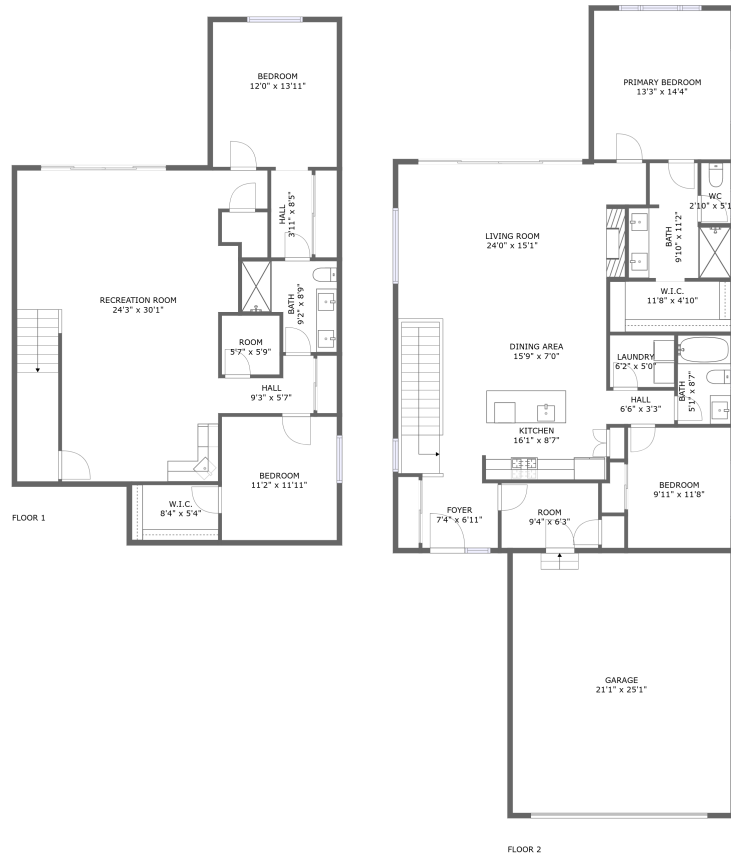 BEDROOM
12'0" x 13'11"
HALL
3'11" x 8'5"
RECREATION ROOM
24'3" x 30'1"
BATH
9'2" x 8'9"
ROOM
5'7" x 5'9"
HALL
9'3" x 5'7"
BEDROOM
11'2" x 11'11"
W.I.C.
8'4" x 5'4"
FLOOR 1
PRIMARY BEDROOM
13'3" x 14'4"
WC
2'10" x 5'1
LIVING ROOM
24'0" x 15'1"
BATH
9'10" x 11'2"
W.I.C.
11'8" x 4'10"
DINING AREA
15'9" x 7'0"
LAUNDRY
6'2" x 5'0"
BATH
5'1" x 8'7"
HALL
6'6" x 3'3"
KITCHEN
16'1" x 8'7"
BEDROOM
9'11" x 11'8"
FOYER
7'4" x 6'11"
ROOM
9'4" x 6'3"
GARAGE
21'1" x 25'1"
FLOOR 2